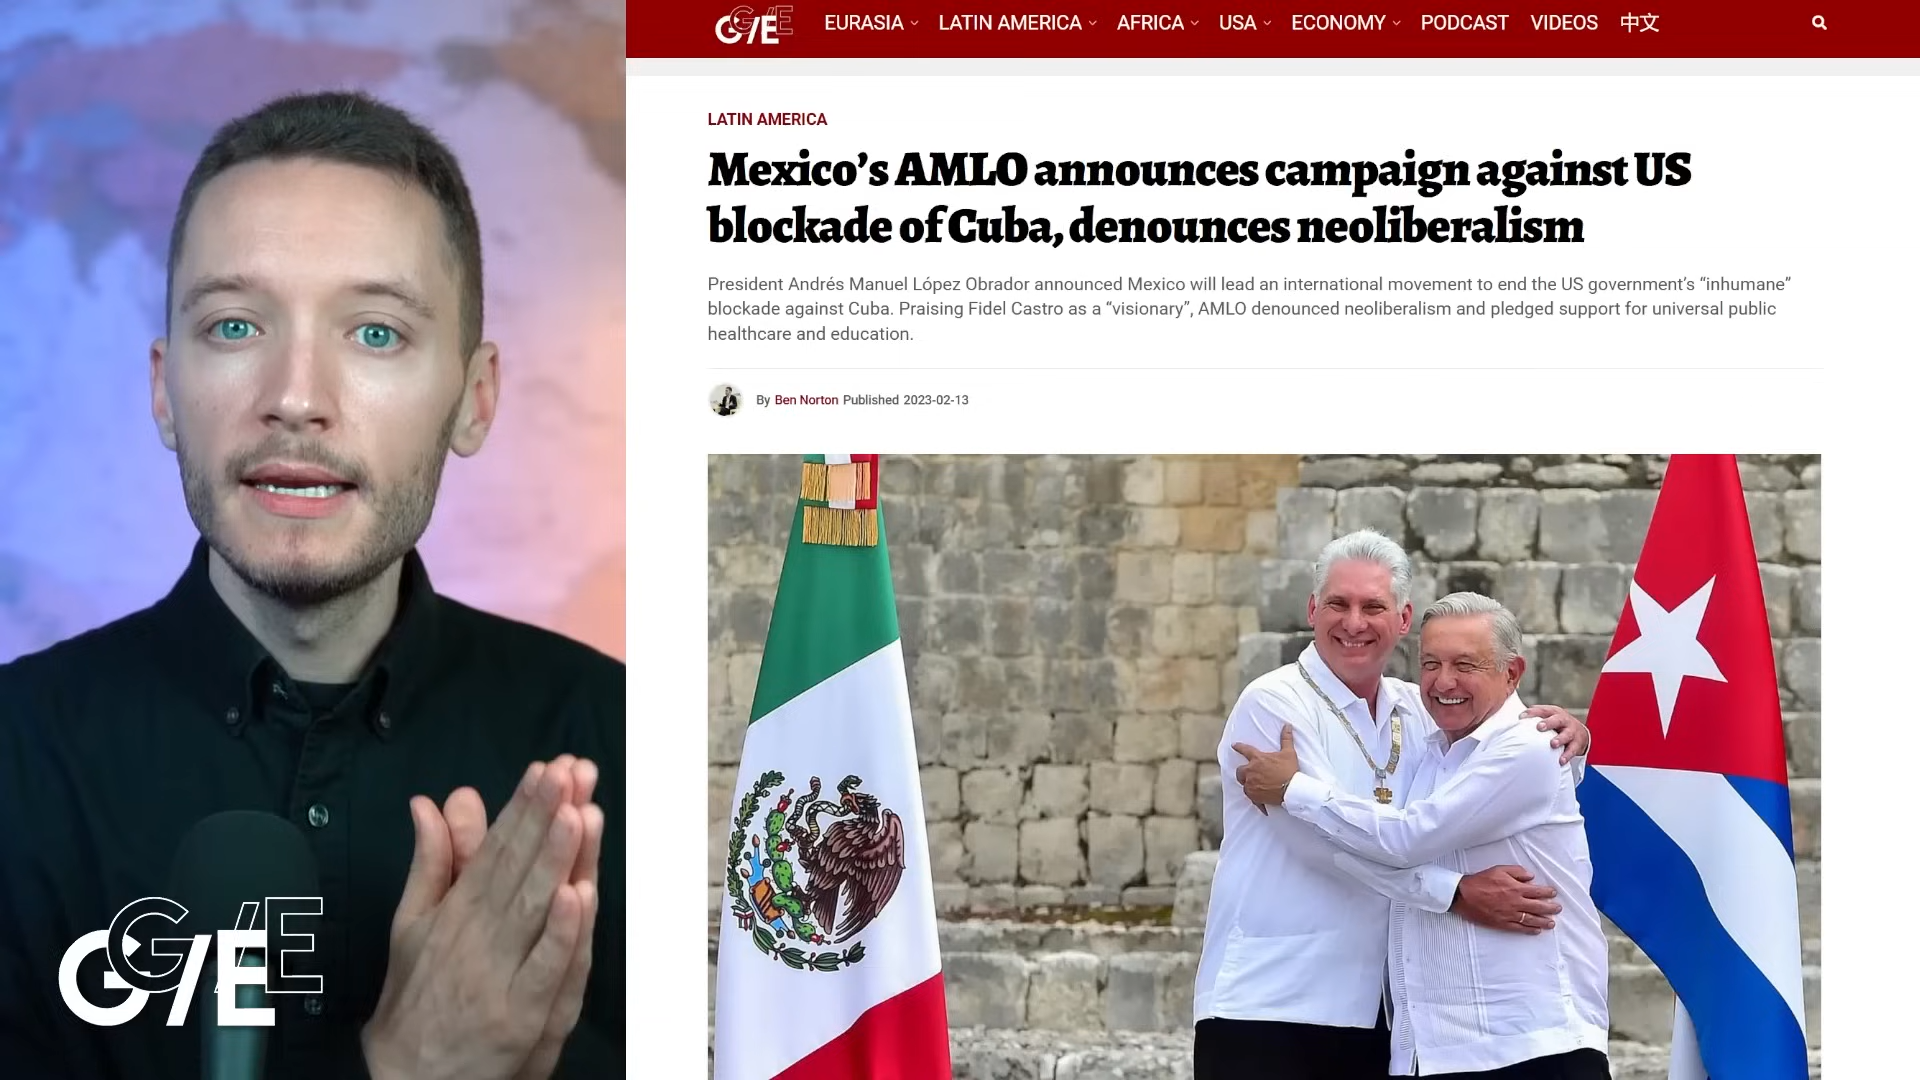 G/E
EURASIA LATIN AMERICA AFRICA USA ECONOMY PODCAST VIDEOS 中文
LATIN AMERICA
Mexico’s AMLO announces campaign against US
blockade of Cuba, denounces neoliberalism
President Andrés Manuel López Obrador announced Mexico will lead an international movement to end the US government’s “inhumane”
blockade against Cuba. Praising Fidel Castro as a “visionary”, AMLO denounced neoliberalism and pledged support for universal public
healthcare and education.
By Ben Norton Published 2023-02-13
G/E